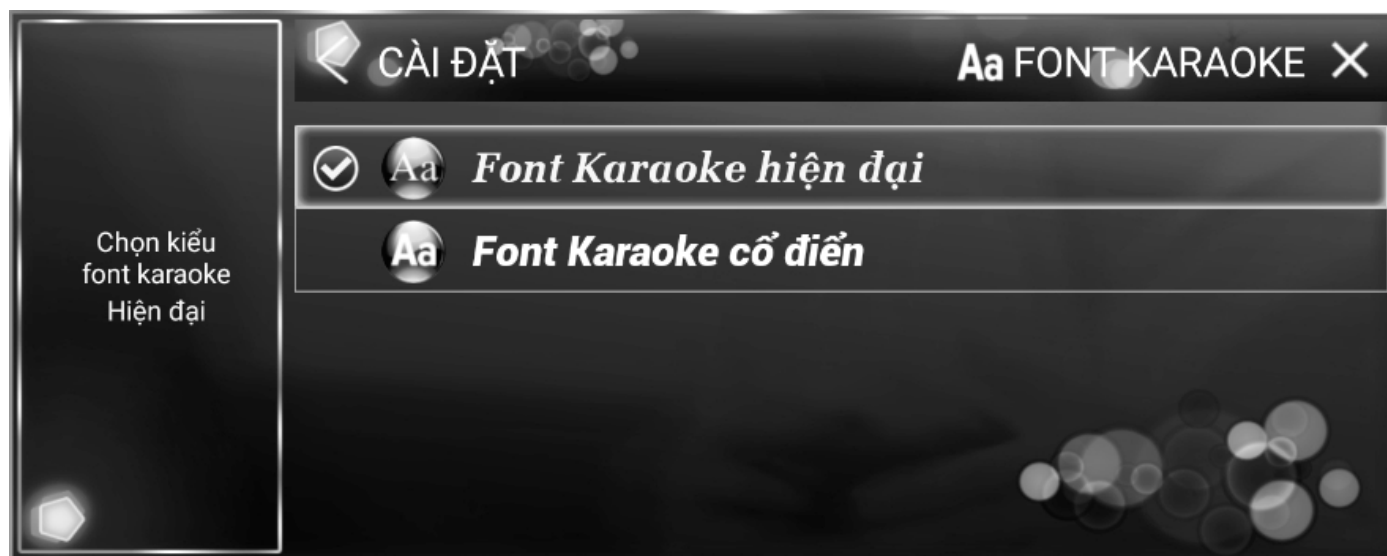 CÀI ĐẶT
Aa FONT KARAOKE
Chọn kiểu
font karaoke
Hiện đại
Aa Font Karaoke hiện đại
Aa Font Karaoke cổ điển